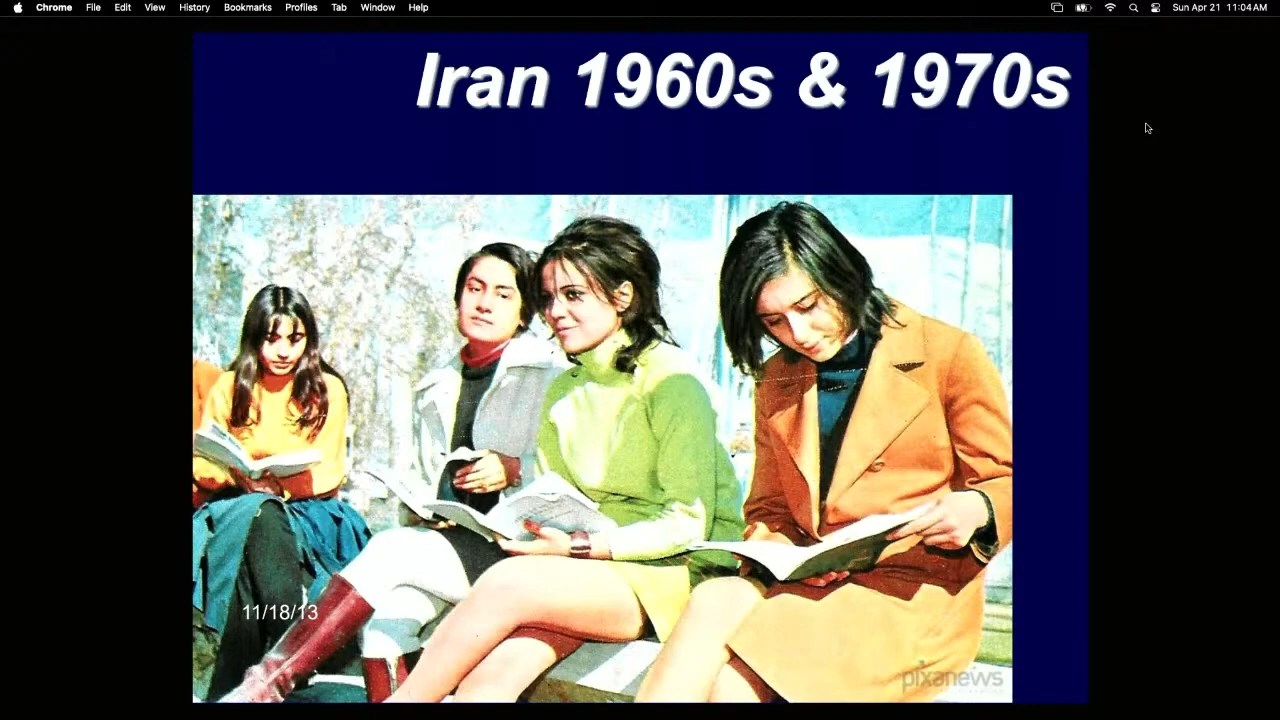 Chrome File Edit View History Bookmarks Profiles Tab Window Help Sun Apr 21 11:04 AM
Iran 1960s & 1970s
11/18/13
pixanews